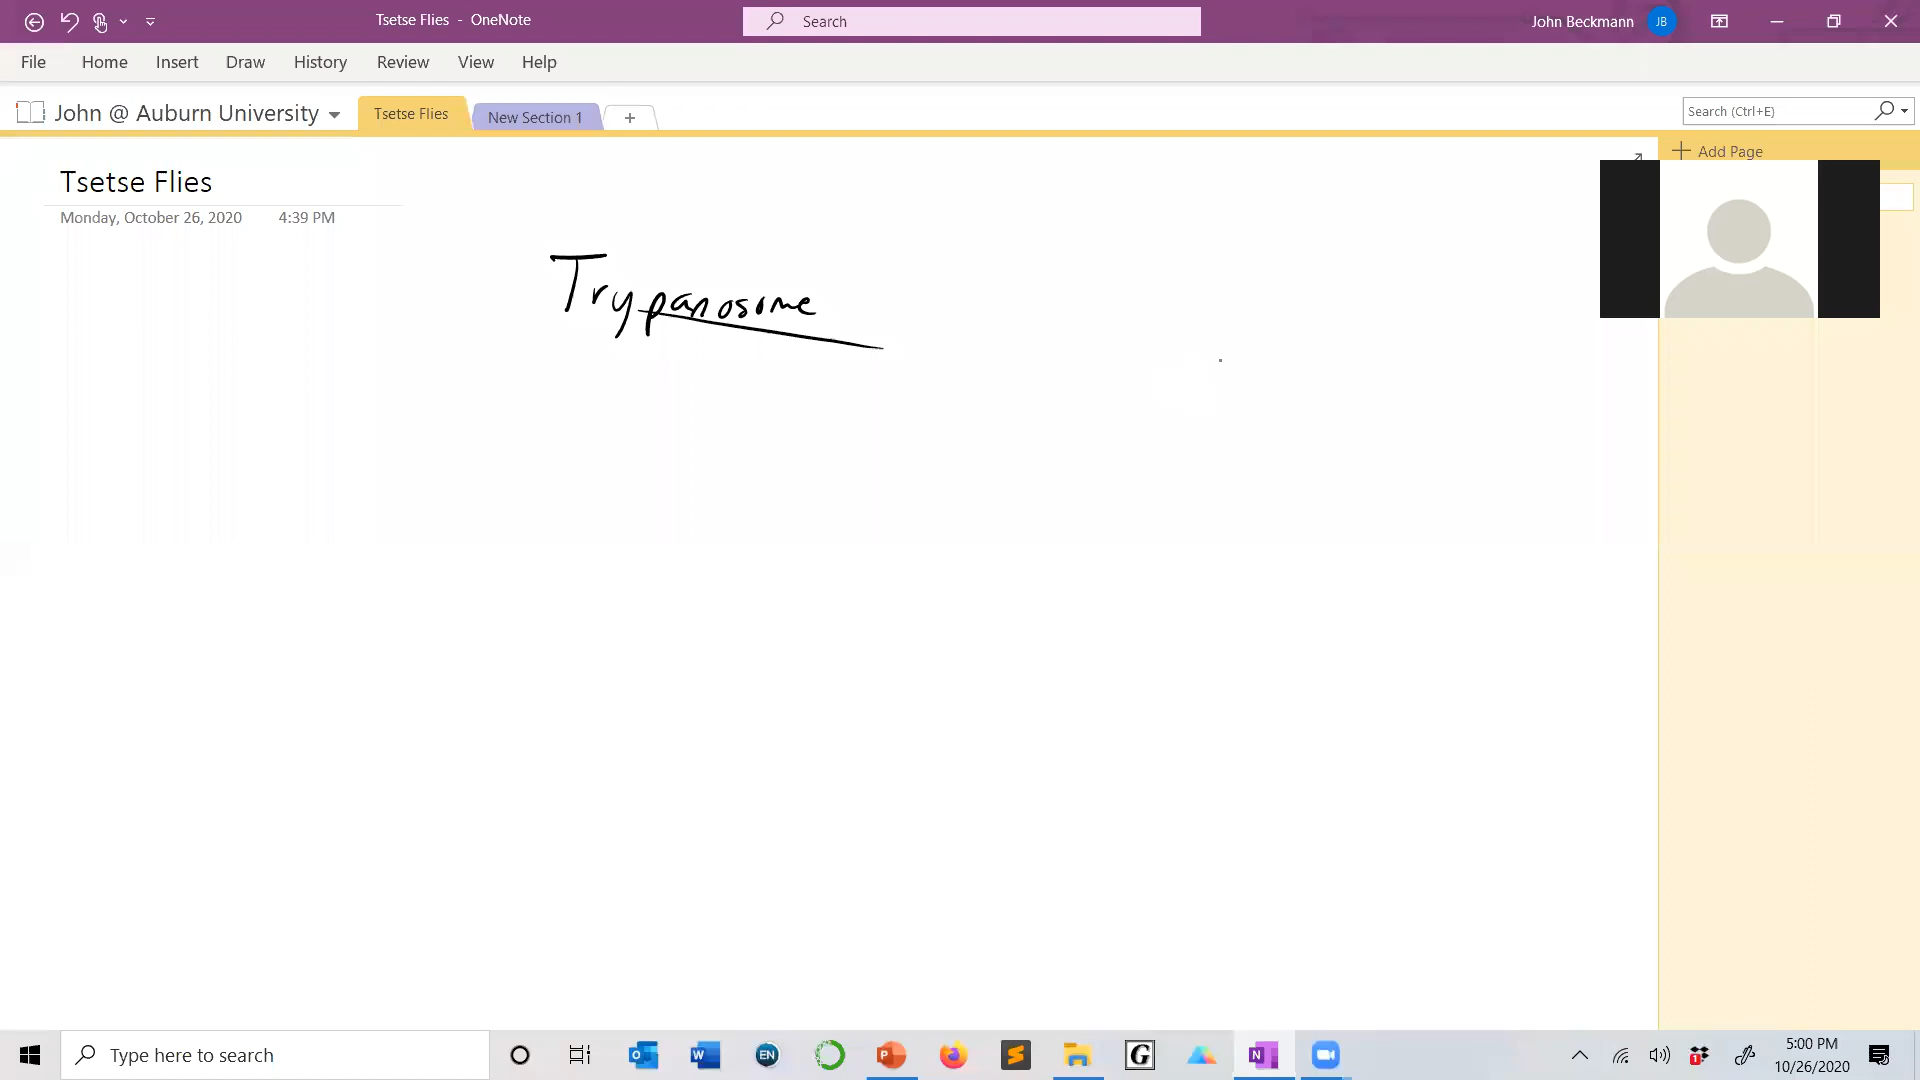 Tsetse Flies - OneNote
Search
John Beckmann
JB
File Home Insert Draw History Review View Help
John @ Auburn University
Tsetse Flies
New Section 1
+
Search (Ctrl+E)
Add Page
Tsetse Flies
Monday, October 26, 2020 4:39 PM
Trypanosome
Type here to search
O
W
EN
P
S
G
N
1
5:00 PM
10/26/2020